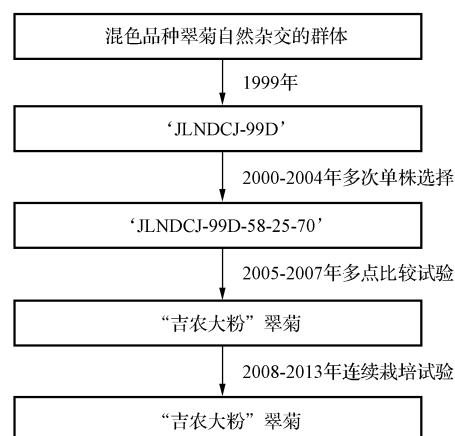 混色品种翠菊自然杂交的群体
1999年
‘JLNDCJ-99D’
2000-2004年多次单株选择
‘JLNDCJ-99D-58-25-70’
2005-2007年多点比较试验
“吉农大粉”翠菊
2008-2013年连续栽培试验
“吉农大粉”翠菊